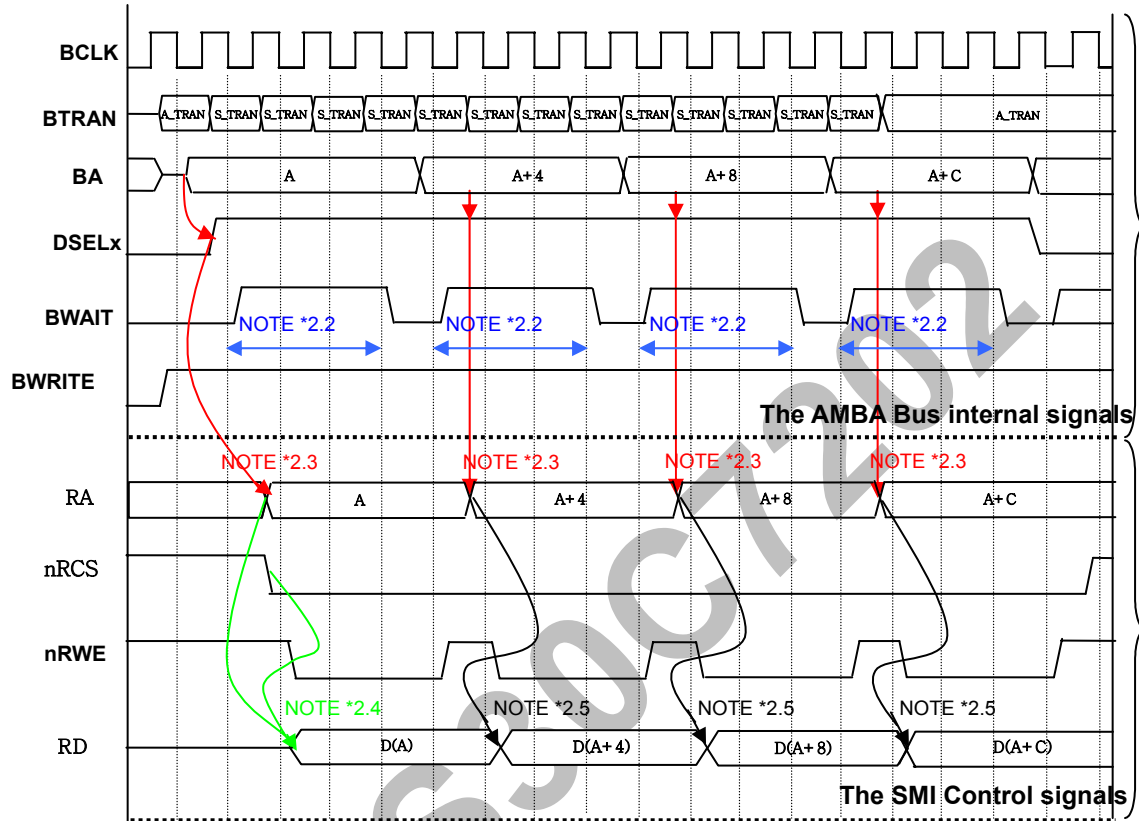 BCLK
BTRAN A_TRAN S_TRAN S_TRAN S_TRAN S_TRAN S_TRAN S_TRAN S_TRAN S_TRAN S_TRAN S_TRAN S_TRAN S_TRAN S_TRAN A_TRAN
BA A A+4 A+8 A+C
DSELx
BWAIT
NOTE *2.2 NOTE *2.2 NOTE *2.2 NOTE *2.2
BWRITE
The AMBA Bus internal signals
NOTE *2.3 NOTE *2.3 NOTE *2.3 NOTE *2.3
RA A A+4 A+8 A+C
nRCS
nRWE
NOTE *2.4 NOTE *2.5 NOTE *2.5 NOTE *2.5
RD D(A) D(A+4) D(A+8) D(A+C)
The SMI Control signals
S30C7202